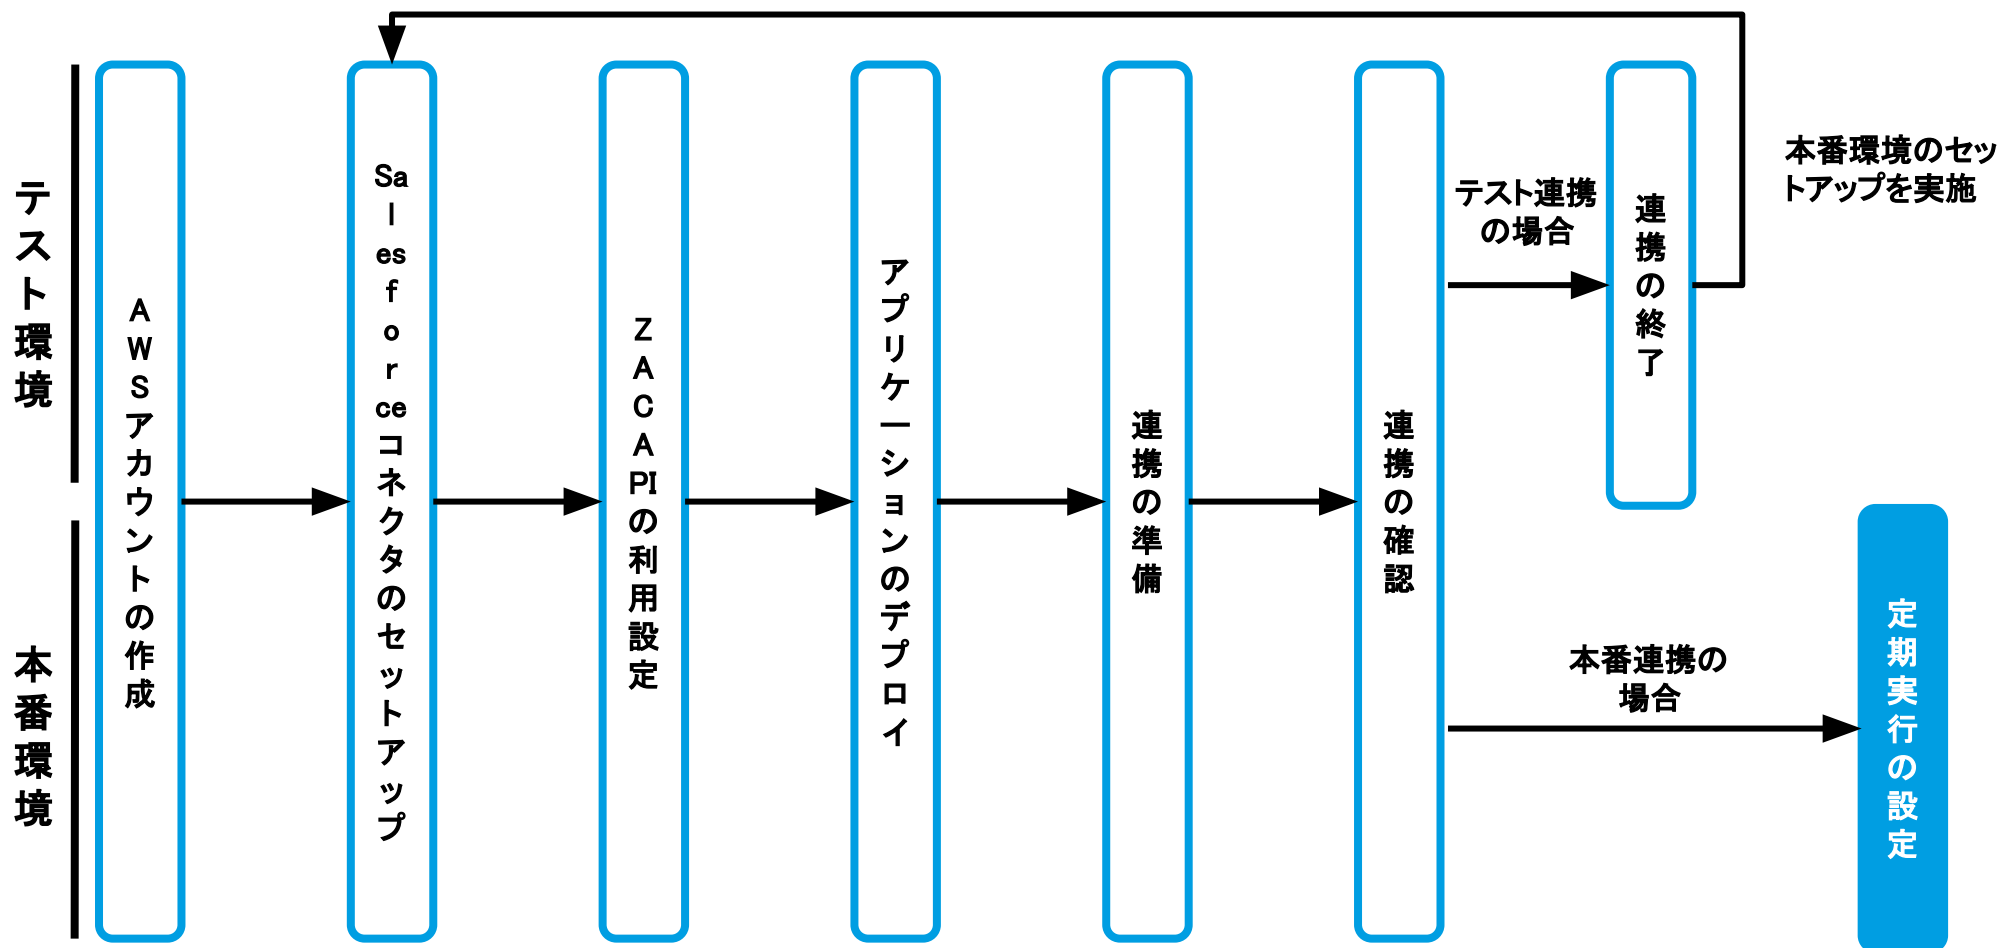 テスト環境
本番環境
AWSアカウントの作成
Salesforceコネクタのセットアップ
ZACAPIの利用設定
アプリケーションのデプロイ
連携の準備
連携の確認
テスト連携
の場合
連携の終了
本番環境のセッ
トアップを実施
本番連携の
場合
定期実行の設定